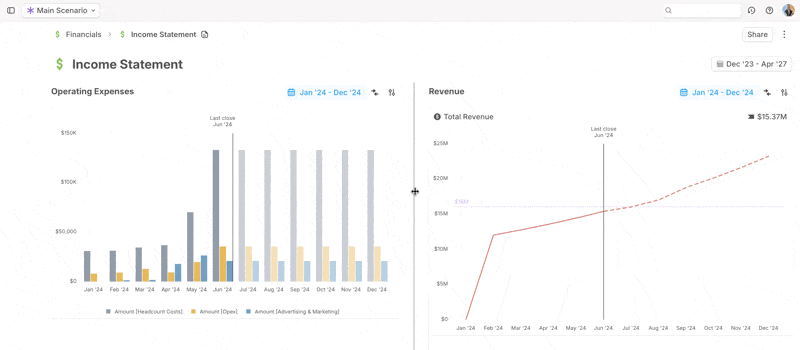 Main Scenario
Financials > $ Income Statement
Share
$ Income Statement
Dec '23 - Apr '27
Operating Expenses
Jan '24 - Dec '24
Last close
Jun '24
$150K
$100K
$50,000
$0
Jan '24 Feb '24 Mar '24 Apr '24 May '24 Jun '24 Jul '24 Aug '24 Sep '24 Oct '24 Nov '24 Dec '24
Amount [Headcount Costs] Amount [Opex] Amount [Advertising & Marketing]
Revenue
Jan '24 - Dec '24
Total Revenue
$15.37M
Last close
Jun '24
$25M
$20M
$16M
$15M
$10M
$5M
$0
Jan '24 Feb '24 Mar '24 Apr '24 May '24 Jun '24 Jul '24 Aug '24 Sep '24 Oct '24 Nov '24 Dec '24